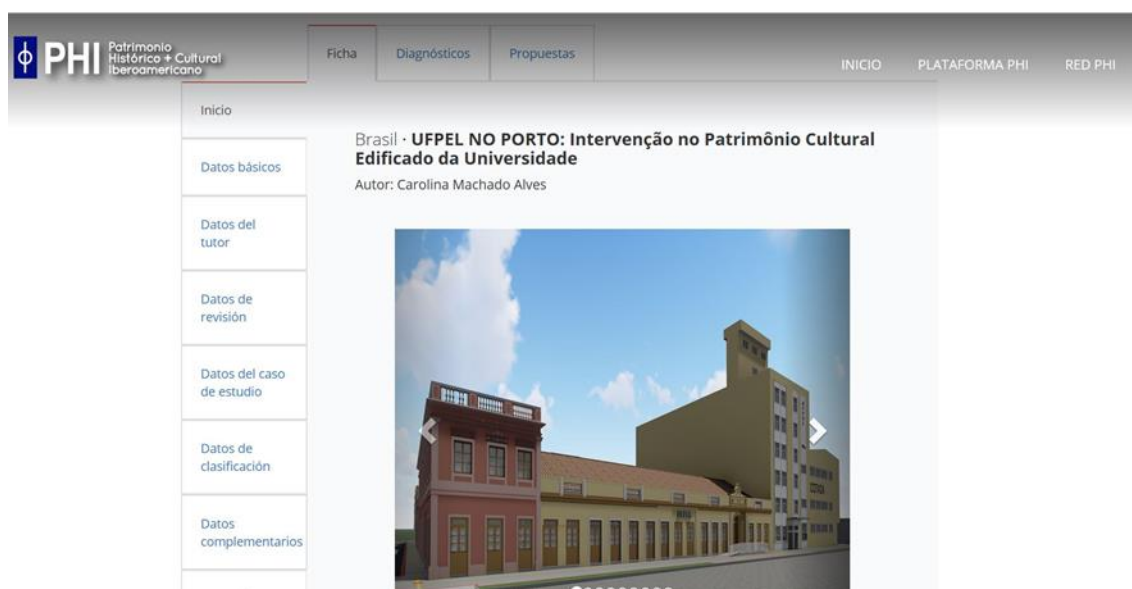 PHI
Patrimonio
Histórico + Cultural
Iberoamericano
Ficha
Diagnósticos
Propuestas
INICIO
PLATAFORMA PHI
RED PHI
Inicio
Datos básicos
Datos del
tutor
Datos de
revisión
Datos del caso
de estudio
Datos de
clasificación
Datos
complementarios
Brasil · UFPEL NO PORTO: Intervenção no Patrimônio Cultural
Edificado da Universidade
Autor: Carolina Machado Alves